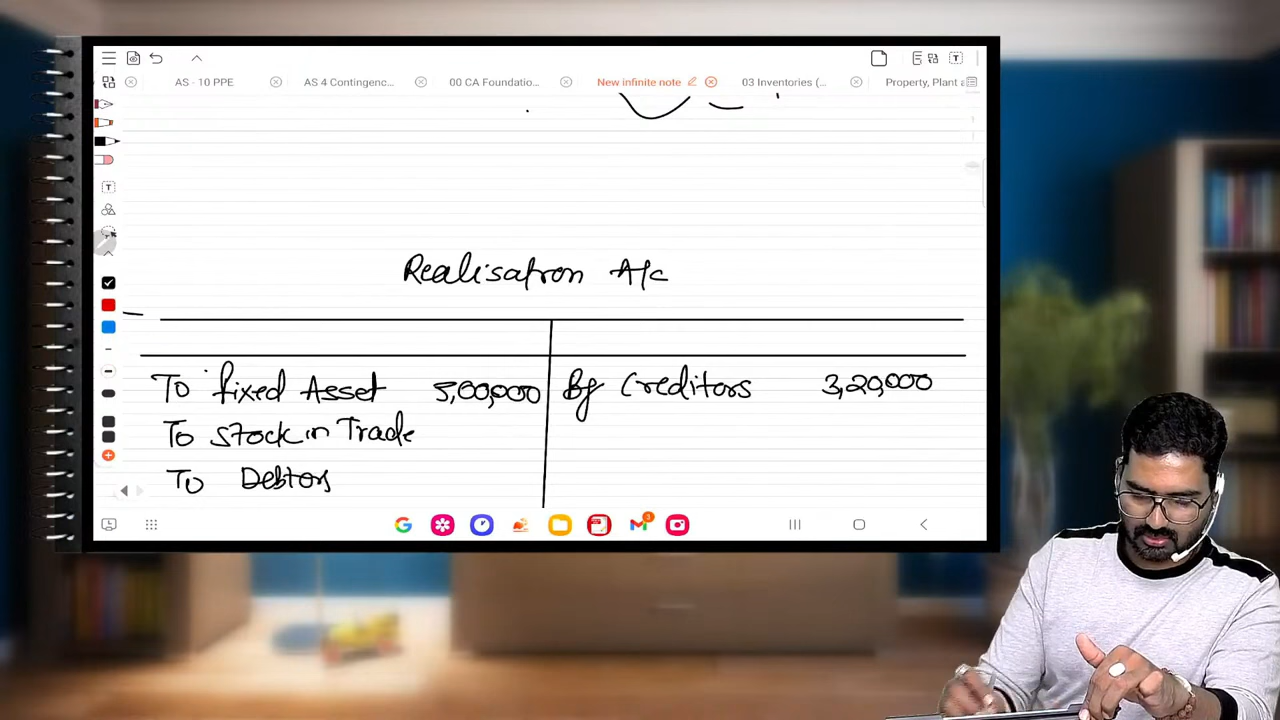 AS - 10 PPE
AS 4 Contingenc...
00 CA Foundatio...
New infinite note
03 Inventories (...
Property, Plant a
Realisation A/c
To fixed Asset 5,00,000 By Creditors 3,20,000
To Stock in Trade
To Debtors